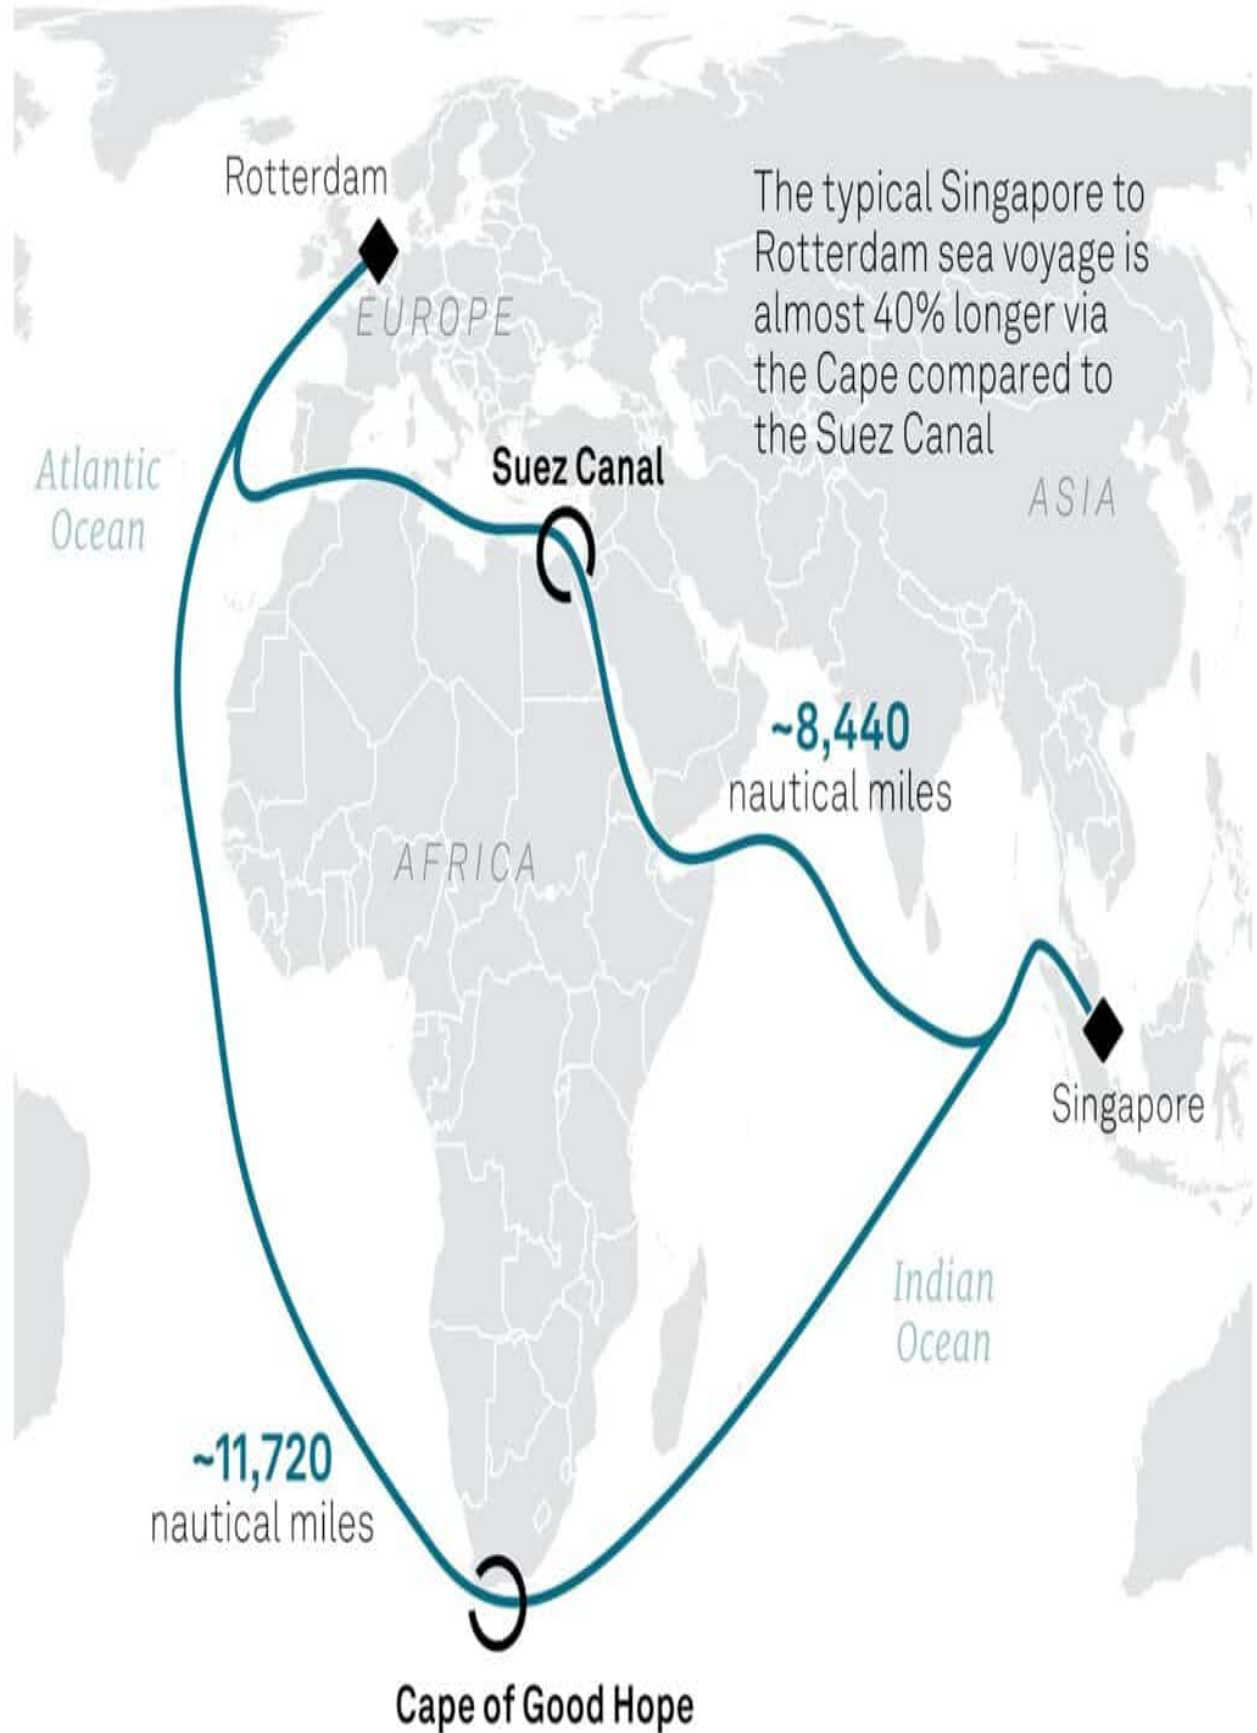 Rotterdam
The typical Singapore to
Rotterdam sea voyage is
almost 40% longer via
the Cape compared to
the Suez Canal
EUROPE
Atlantic
Ocean
Suez Canal
ASIA
~8,440
nautical miles
AFRICA
Singapore
Indian
Ocean
~11,720
nautical miles
Cape of Good Hope